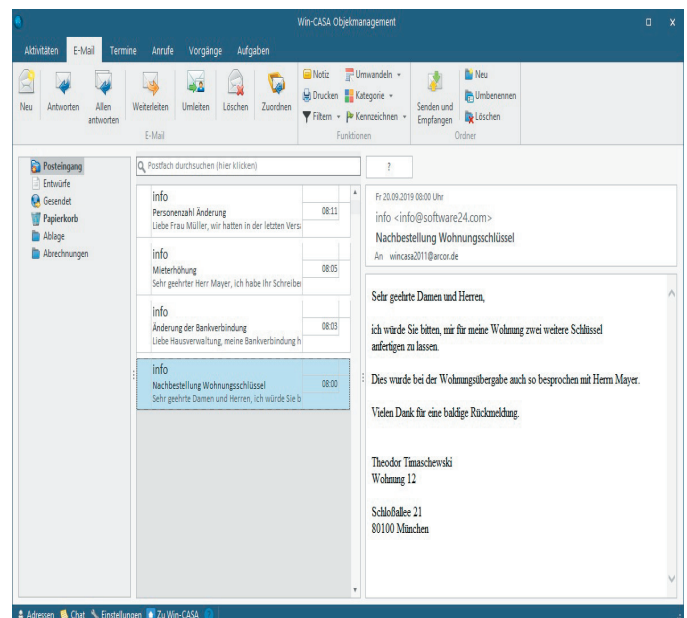 Win-CASA Objekmanagement
Aktivitäten E-Mail Termine Anrufe Vorgänge Aufgaben
Neu Antworten Allen antworten Weiterleiten Umleiten Löschen Zuordnen
E-Mail
Notiz Umwandeln
Drucken Kategorie
Filtern Kennzeichnen
Funktionen
Senden und Empfangen
Neu
Umbenennen
Löschen
Ordner
Posteingang
Entwürfe
Gesendet
Papierkorb
Ablage
Abrechnungen
Postfach durchsuchen (hier klicken)
info
Personenzahl Änderung 08:11
Liebe Frau Müller, wir hatten in der letzten Versa
info
Mieterhöhung 08:05
Sehr geehrter Herr Mayer, ich habe Ihr Schreiber
info
Änderung der Bankverbindung 08:03
Liebe Hausverwaltung, meine Bankverbindung h
info
Nachbestellung Wohnungsschlüssel 08:00
Sehr geehrte Damen und Herren, ich würde Sie b
?
Fr 20.09.2019 08:00 Uhr
info <info@software24.com>
Nachbestellung Wohnungsschlüssel
An wincasa2011@arcor.de
Sehr geehrte Damen und Herren,
ich würde Sie bitten, mir für meine Wohnung zwei weitere Schlüssel
anfertigen zu lassen.
Dies wurde bei der Wohnungsübergabe auch so besprochen mit Herrn Mayer.
Vielen Dank für eine baldige Rückmeldung.
Theodor Timaschewski
Wohnung 12
Schloßallee 21
80100 München
Adressen Chat Einstellungen Zu Win-CASA